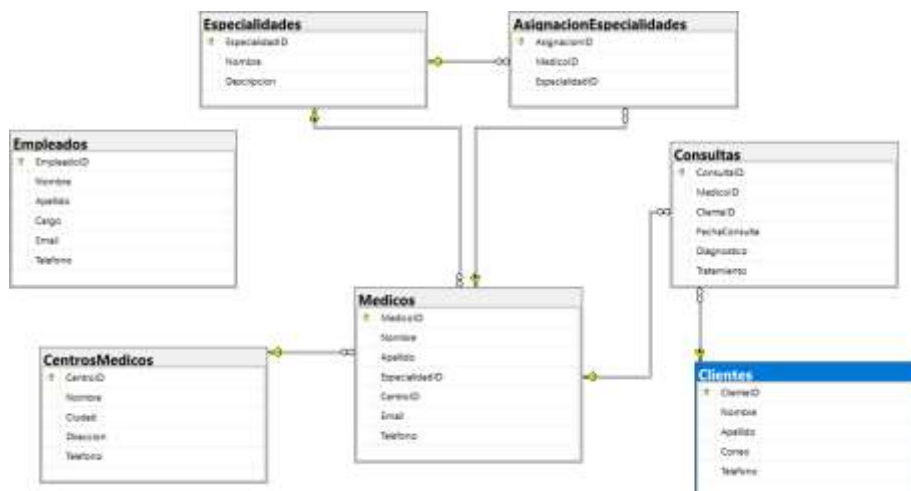 Especialidades
EspecialidadID
Nombre
Descripcion
AsignacionEspecialidades
AsignacionID
MedicoID
EspecialidadID
Empleados
EmpleadoID
Nombre
Apellido
Cargo
Email
Telefono
Consultas
ConsultaID
MedicoID
ClienteID
FechaConsulta
Diagnostico
Tratamiento
Medicos
MedicoID
Nombre
Apellido
EspecialidadID
CentroID
Email
Telefono
CentrosMedicos
CentroID
Nombre
Ciudad
Direccion
Telefono
Clientes
ClienteID
Nombre
Apellido
Correo
Telefono